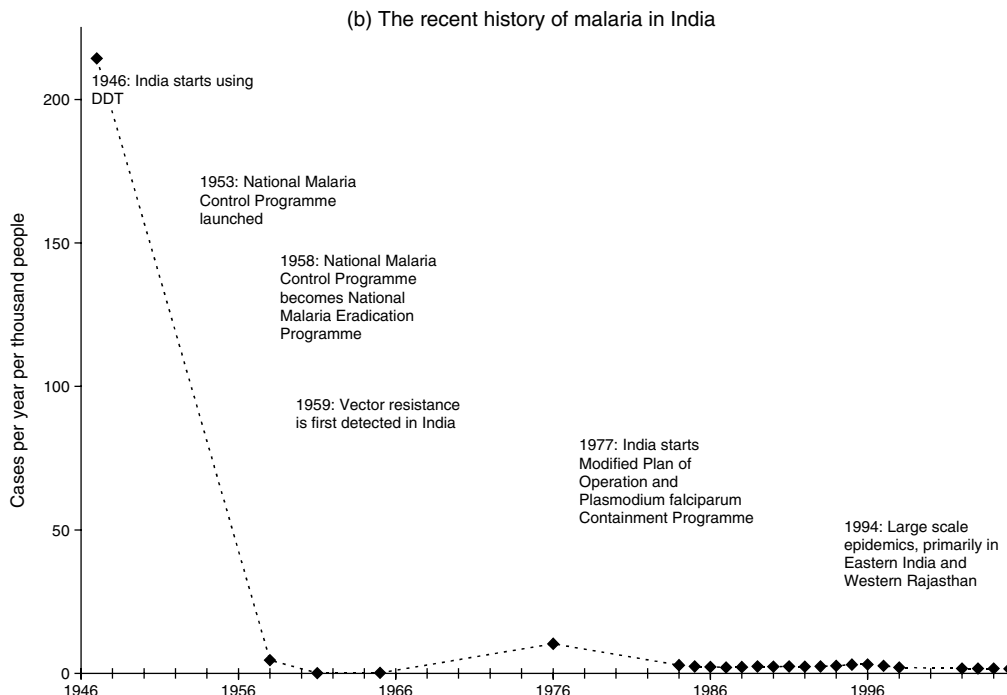 (b) The recent history of malaria in India
Cases per year per thousand people
200
150
100
50
0
1946: India starts using
DDT
1953: National Malaria
Control Programme
launched
1958: National Malaria
Control Programme
becomes National
Malaria Eradication
Programme
1959: Vector resistance
is first detected in India
1977: India starts
Modified Plan of
Operation and
Plasmodium falciparum
Containment Programme
1994: Large scale
epidemics, primarily in
Eastern India and
Western Rajasthan
1946 1956 1966 1976 1986 1996